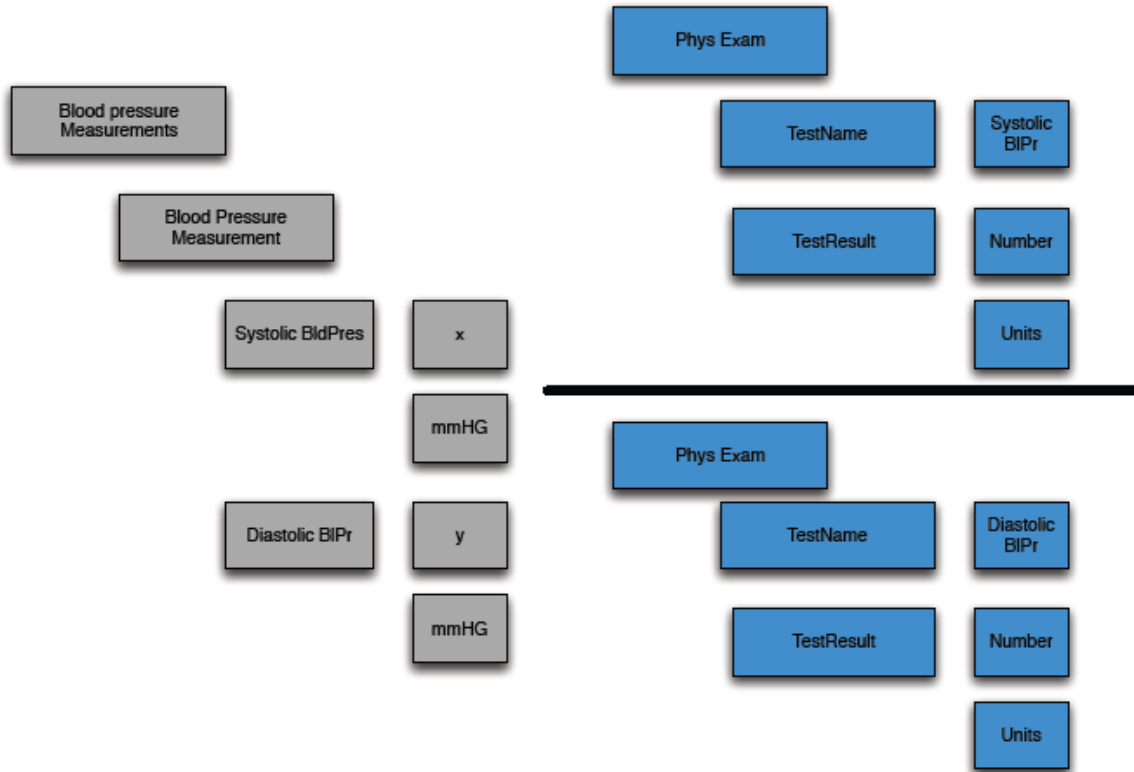 Blood pressure
Measurements
Blood Pressure
Measurement
Systolic BldPres
x
mmHG
Diastolic BlPr
y
mmHG
Phys Exam
TestName
Systolic
BlPr
TestResult
Number
Units
Phys Exam
TestName
Diastolic
BlPr
TestResult
Number
Units